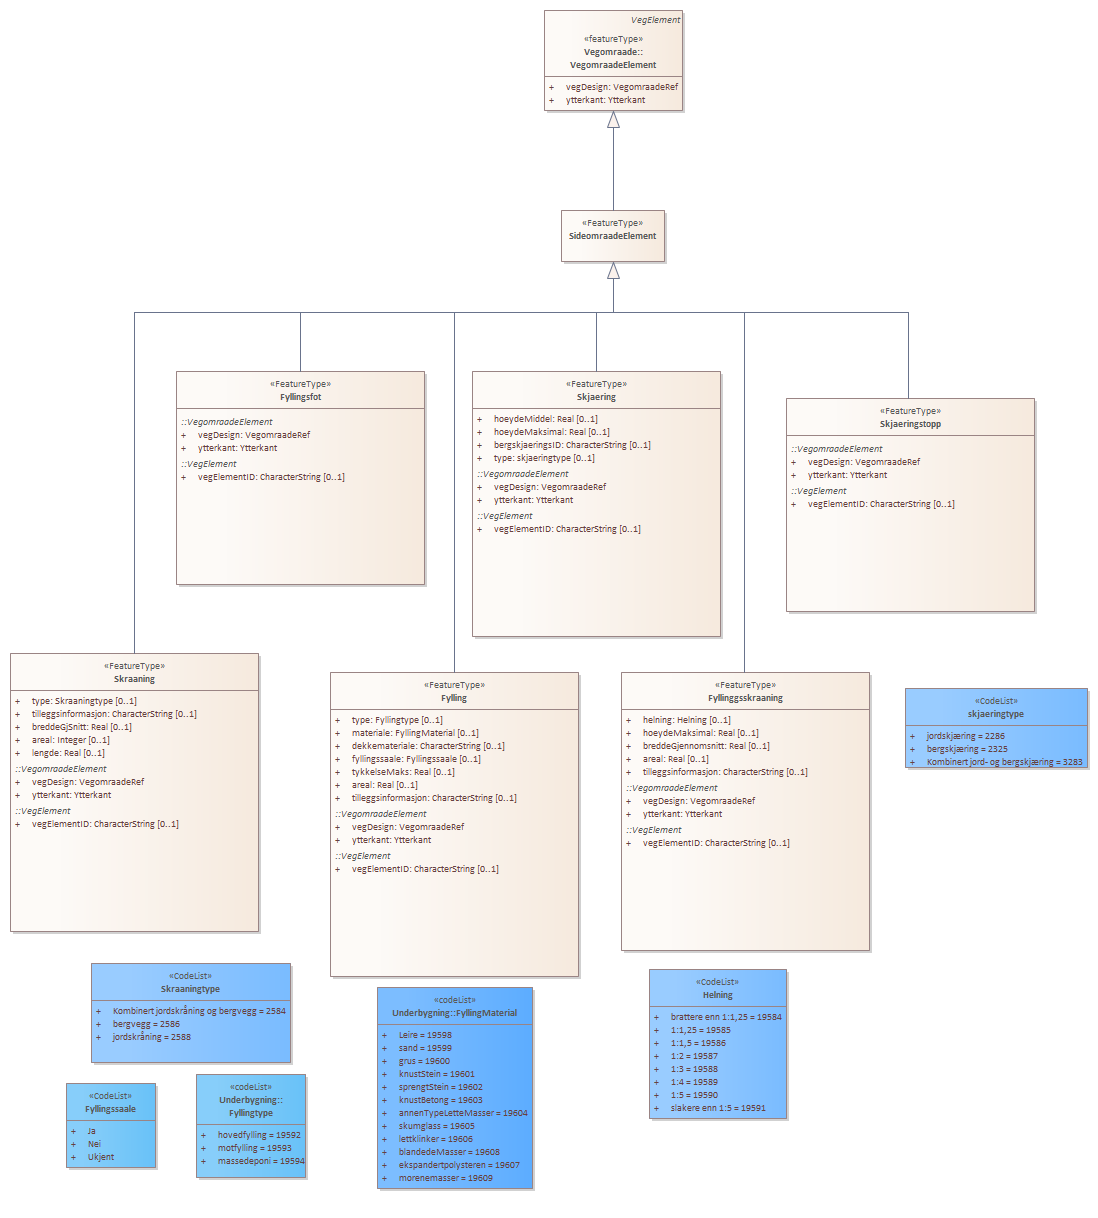 VegElement
«featureType»
Vegomraade::
VegomraadeElement
+ vegDesign: VegomraadeRef
+ ytterkant: Ytterkant
«FeatureType»
SideomraadeElement
«FeatureType»
Fyllingsfot
::VegomraadeElement
+ vegDesign: VegomraadeRef
+ ytterkant: Ytterkant
::VegElement
+ vegElementID: CharacterString [0..1]
«FeatureType»
Skjaering
+ hoeydeMiddel: Real [0..1]
+ hoeydeMaksimal: Real [0..1]
+ bergskjaeringsID: CharacterString [0..1]
+ type: skjaeringtype [0..1]
::VegomraadeElement
+ vegDesign: VegomraadeRef
+ ytterkant: Ytterkant
::VegElement
+ vegElementID: CharacterString [0..1]
«FeatureType»
Skjaeringstopp
::VegomraadeElement
+ vegDesign: VegomraadeRef
+ ytterkant: Ytterkant
::VegElement
+ vegElementID: CharacterString [0..1]
«FeatureType»
Skraaning
+ type: Skraaningtype [0..1]
+ tilleggsinformasjon: CharacterString [0..1]
+ breddeGjSnitt: Real [0..1]
+ areal: Integer [0..1]
+ lengde: Real [0..1]
::VegomraadeElement
+ vegDesign: VegomraadeRef
+ ytterkant: Ytterkant
::VegElement
+ vegElementID: CharacterString [0..1]
«FeatureType»
Fylling
+ type: Fyllingtype [0..1]
+ materiale: FyllingMaterial [0..1]
+ dekkemateriale: CharacterString [0..1]
+ fyllingssaale: Fyllingssaale [0..1]
+ tykkelseMaks: Real [0..1]
+ areal: Real [0..1]
+ tilleggsinformasjon: CharacterString [0..1]
::VegomraadeElement
+ vegDesign: VegomraadeRef
+ ytterkant: Ytterkant
::VegElement
+ vegElementID: CharacterString [0..1]
«FeatureType»
Fyllinggsskraaning
+ helning: Helning [0..1]
+ hoeydeMaksimal: Real [0..1]
+ breddeGjennomsnitt: Real [0..1]
+ areal: Real [0..1]
+ tilleggsinformasjon: CharacterString [0..1]
::VegomraadeElement
+ vegDesign: VegomraadeRef
+ ytterkant: Ytterkant
::VegElement
+ vegElementID: CharacterString [0..1]
«CodeList»
skjaeringtype
+ jordskjæring = 2286
+ bergskjæring = 2325
+ Kombinert jord- og bergskjæring = 3283
«CodeList»
Skraaningtype
+ Kombinert jordskråning og bergvegg = 2584
+ bergvegg = 2586
+ jordskråning = 2588
«CodeList»
Fyllingssaale
+ Ja
+ Nei
+ Ukjent
«codeList»
Underbygning::
Fyllingtype
+ hovedfylling = 19592
+ motfylling = 19593
+ massedeponi = 19594
«codeList»
Underbygning::FyllingMaterial
+ Leire = 19598
+ sand = 19599
+ grus = 19600
+ knustStein = 19601
+ sprengtStein = 19602
+ knustBetong = 19603
+ annenTypeLetteMasser = 19604
+ skumglass = 19605
+ lettklinker = 19606
+ blandedeMasser = 19608
+ ekspandertpolysteren = 19607
+ morenemasser = 19609
«CodeList»
Helning
+ brattere enn 1:1,25 = 19584
+ 1:1,25 = 19585
+ 1:1,5 = 19586
+ 1:2 = 19587
+ 1:3 = 19588
+ 1:4 = 19589
+ 1:5 = 19590
+ slakere enn 1:5 = 19591